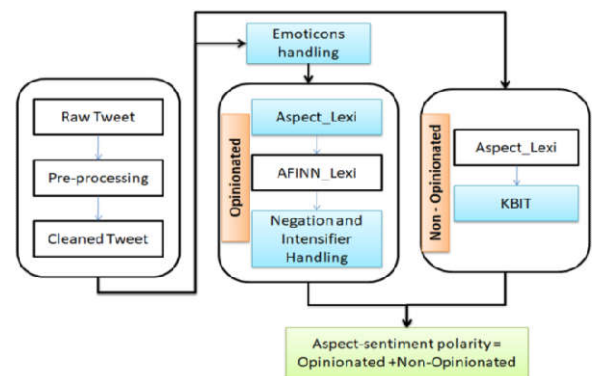 Emoticons
handling
Raw Tweet
Pre-processing
Cleaned Tweet
Opinionated
Aspect_Lexi
AFINN_Lexi
Negation and
Intensifier
Handling
Non - Opinionated
Aspect_Lexi
KBIT
Aspect-sentiment polarity =
Opinionated +Non-Opinionated